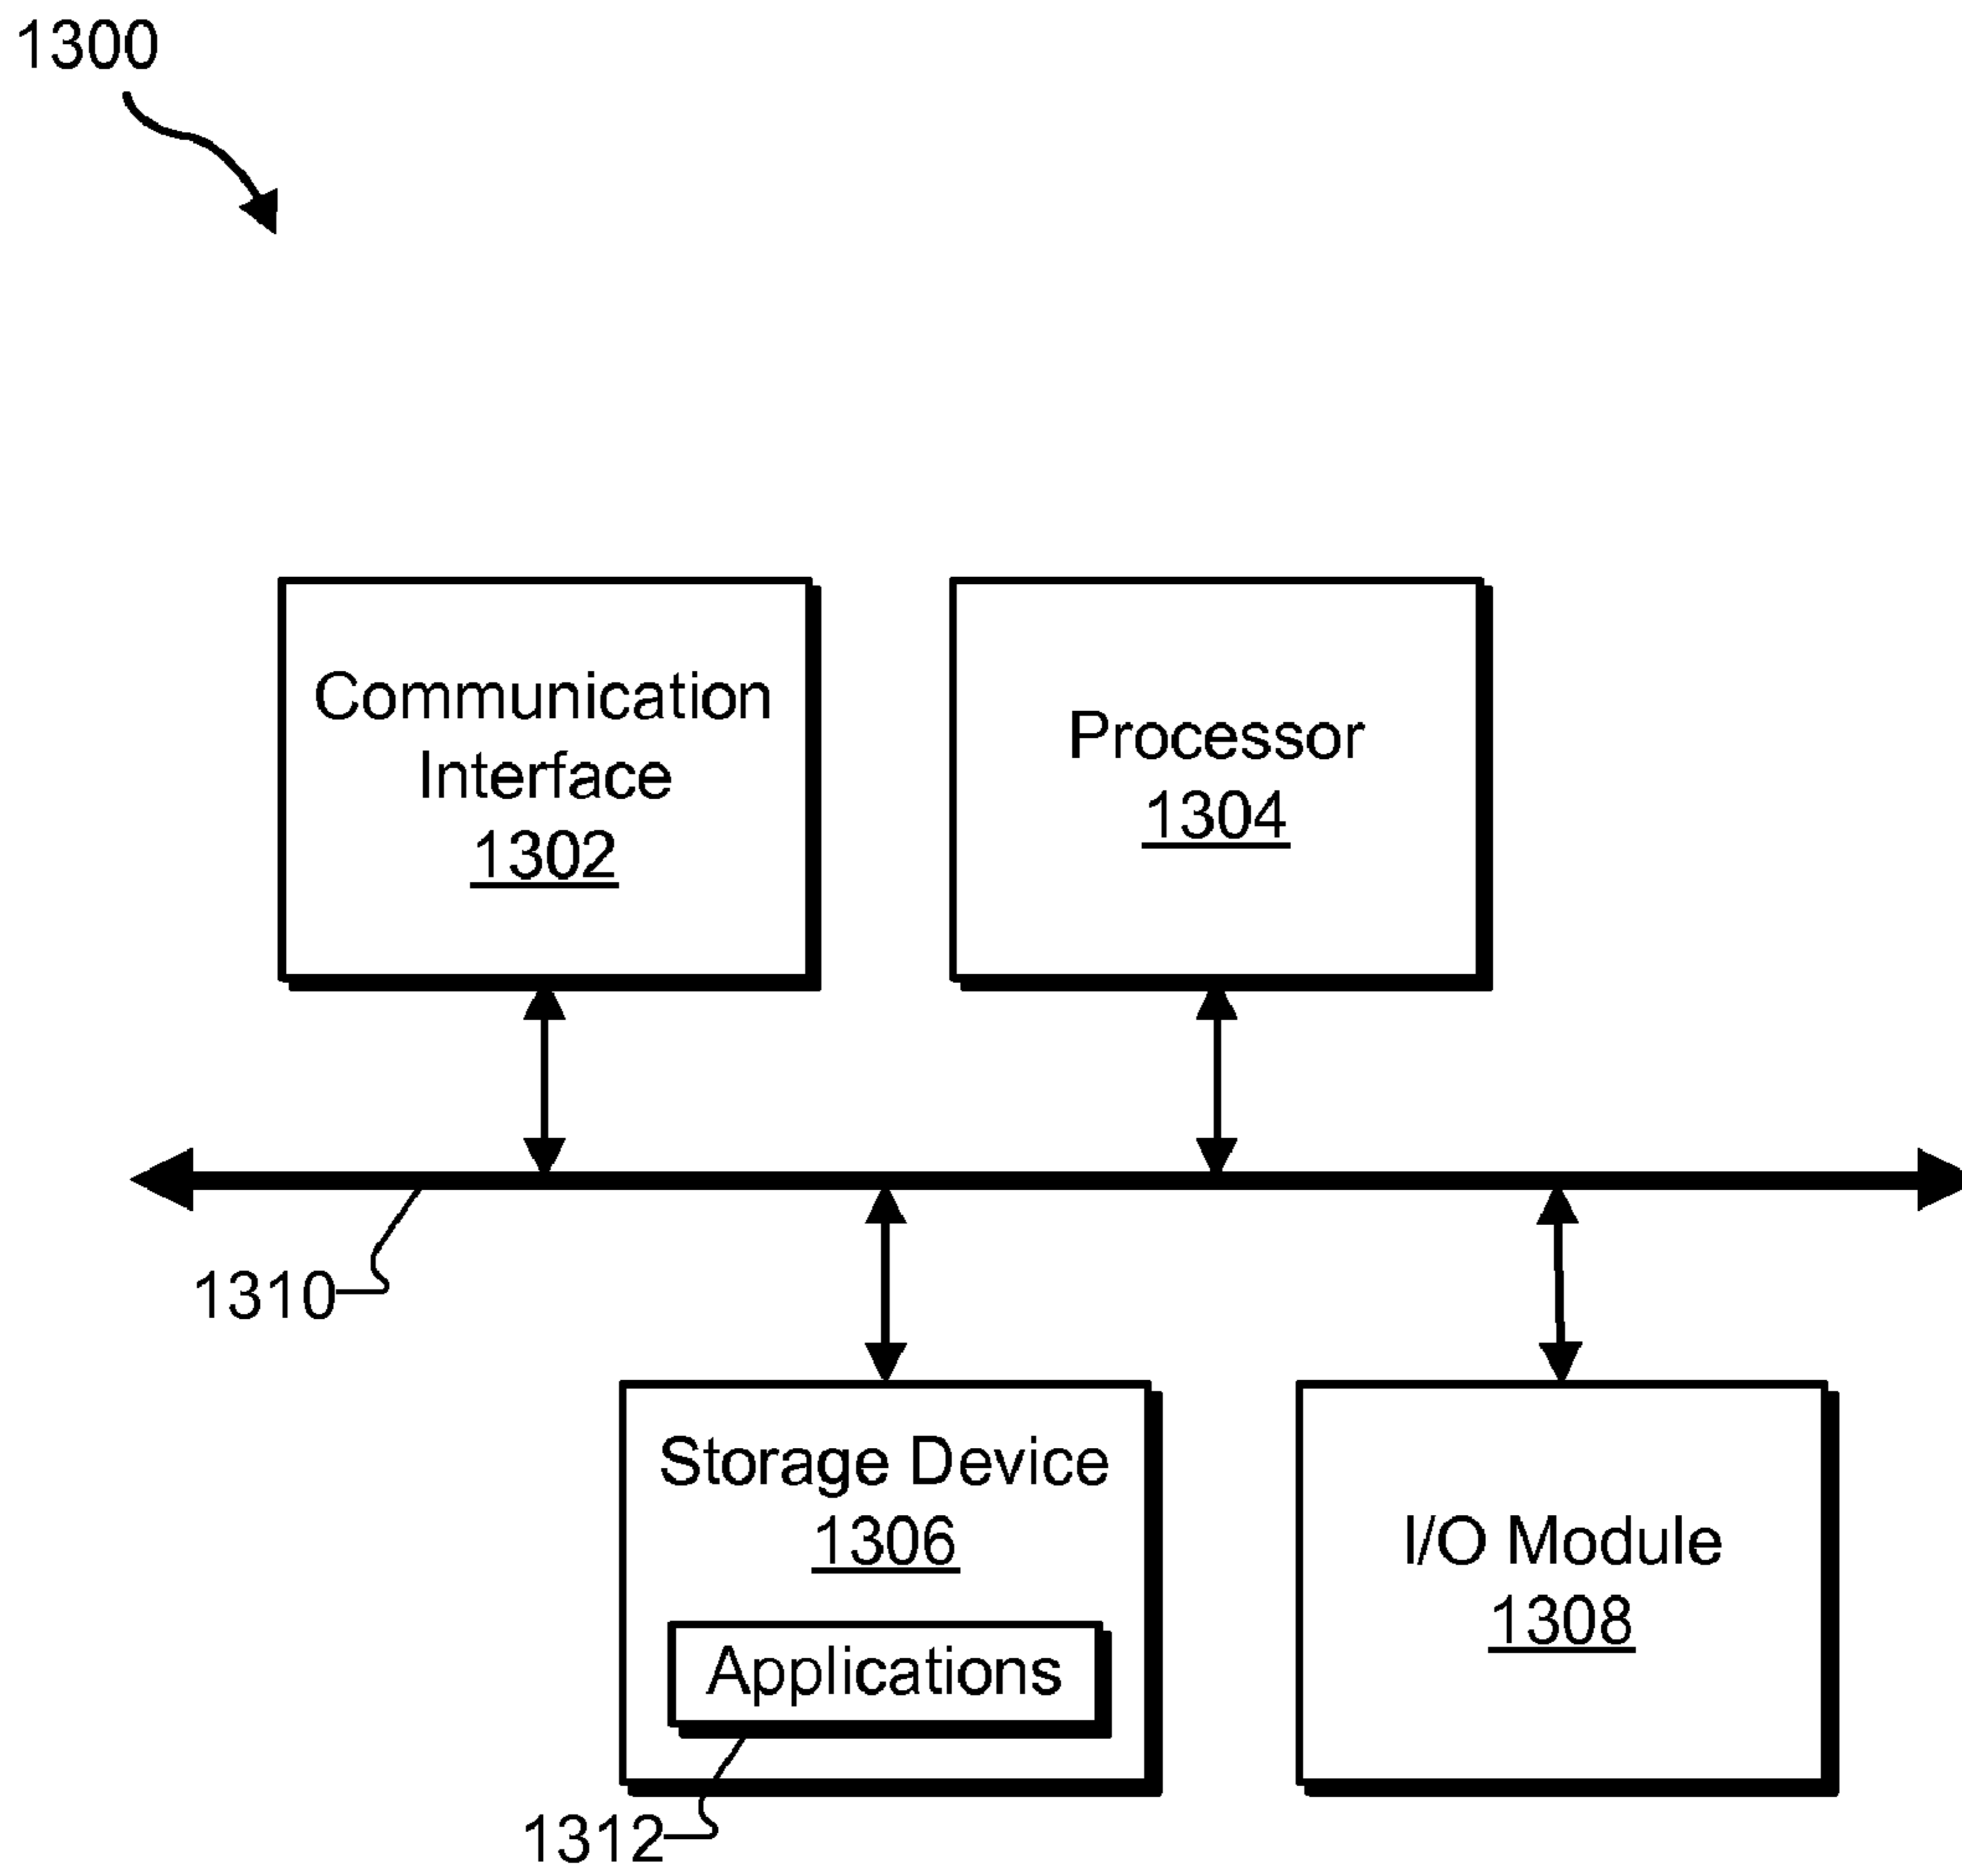 1300
Communication
Interface
1302
Processor
1304
1310
Storage Device
1306
Applications
1312
I/O Module
1308